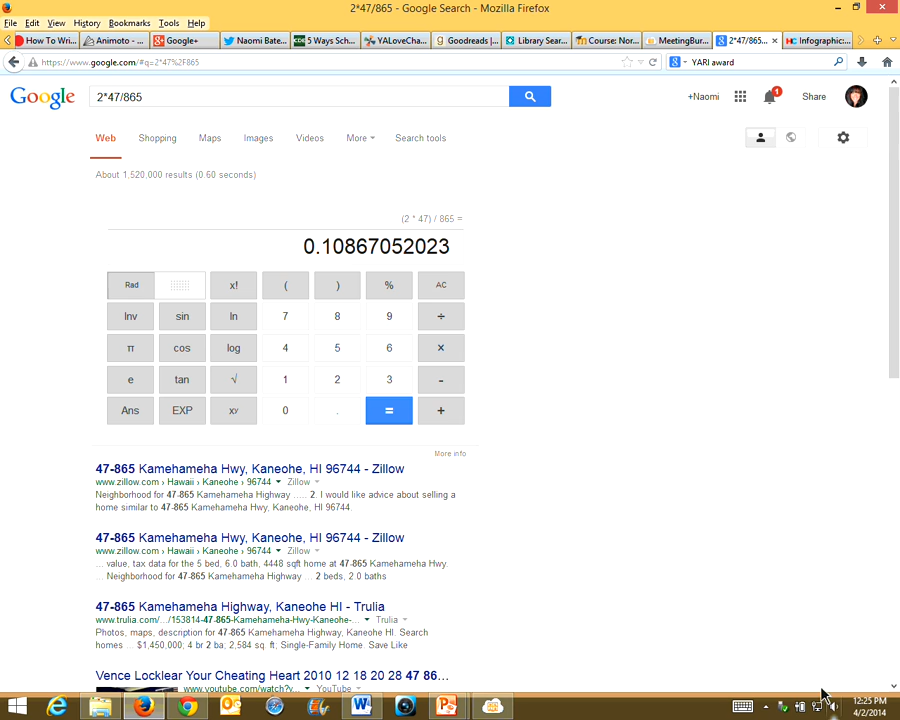 2*47/865 - Google Search - Mozilla Firefox
File Edit View History Bookmarks Tools Help
How To Wri... Animoto - ... Google+ Naomi Bate... 5 Ways Sch... YALoveCha... Goodreads |... Library Sear... Course: Nor... MeetingBur... 2*47/865... Infographic:...
https://www.google.com/#q=2*47%2F865 YARI award
Google 2*47/865 +Naomi 1 Share
Web Shopping Maps Images Videos More Search tools
About 1,520,000 results (0.60 seconds)
(2 * 47) / 865 =
0.10867052023
Rad x! ( ) % AC
Inv sin ln 7 8 9 ÷
π cos log 4 5 6 ×
e tan √ 1 2 3 -
Ans EXP xy 0 . = +
More info
47-865 Kamehameha Hwy, Kaneohe, HI 96744 - Zillow
www.zillow.com › Hawaii › Kaneohe › 96744 Zillow
Neighborhood for 47-865 Kamehameha Highway ..... 2. I would like advice about selling a
home similar to 47-865 Kamehameha Hwy, Kaneohe, HI 96744.
47-865 Kamehameha Hwy, Kaneohe, HI 96744 - Zillow
www.zillow.com › Hawaii › Kaneohe › 96744 Zillow
... value, tax data for the 5 bed, 6.0 bath, 4448 sqft home at 47-865 Kamehameha Hwy.
... Neighborhood for 47-865 Kamehameha Highway ... 2 beds, 2.0 baths
47-865 Kamehameha Highway, Kaneohe HI - Trulia
www.trulia.com/.../153814-47-865-Kamehameha-Hwy-Kaneohe-... Trulia
Photos, maps, description for 47-865 Kamehameha Highway, Kaneohe HI. Search
homes ... $1,450,000; 4 br 2 ba; 2,584 sq. ft; Single-Family Home. Save Like
Vence Locklear Your Cheating Heart 2010 12 18 20 28 47 86...
www.youtube.com/watch?v... YouTube
12:25 PM
4/2/2014